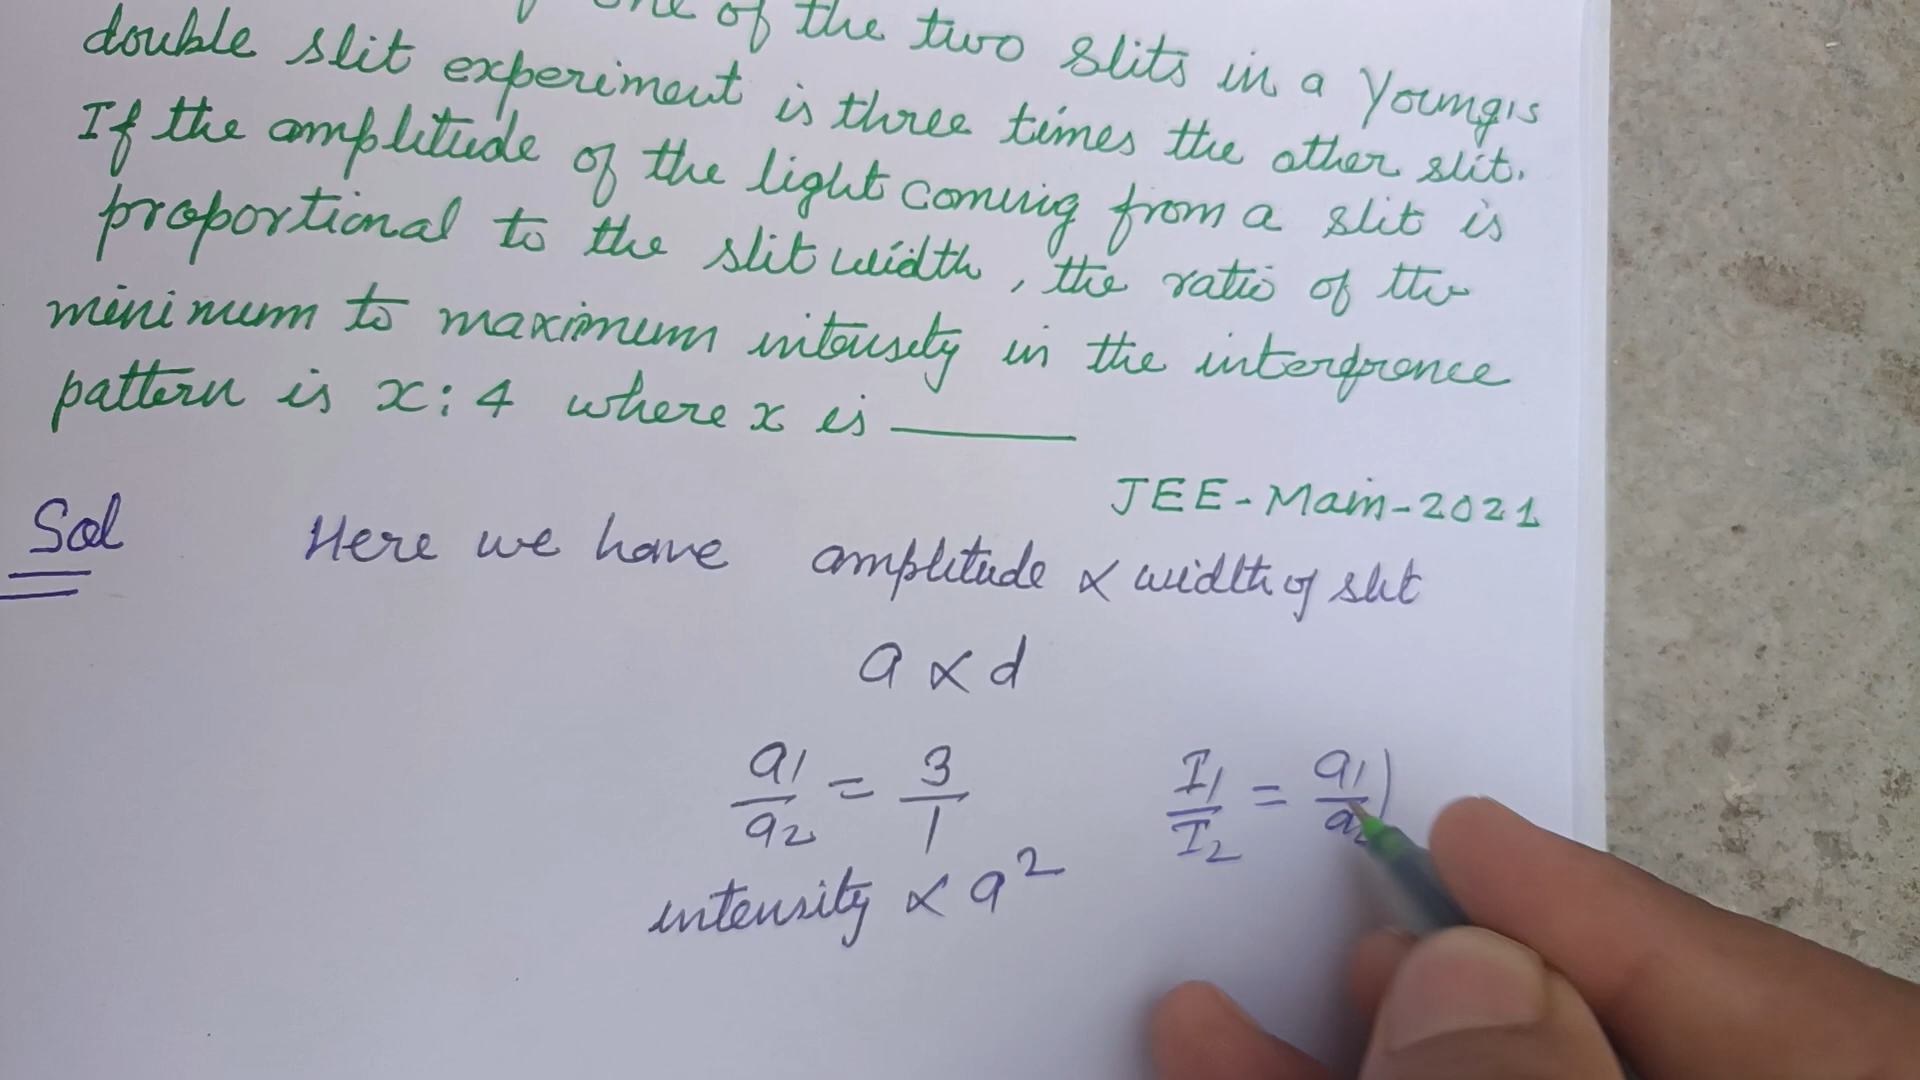 one of the two slits in a Young's
double slit experiment is three times the other slit.
If the amplitude of the light coming from a slit is
proportional to the slit width, the ratio of the
minimum to maximum intensity in the interfrence
pattern is x : 4 where x is ______
JEE-Main-2021
Sol Here we have amplitude ∝ width of slit
a ∝ d
a1/a2 = 3/1 I1/I2 = a1/a2)
intensity ∝ a²